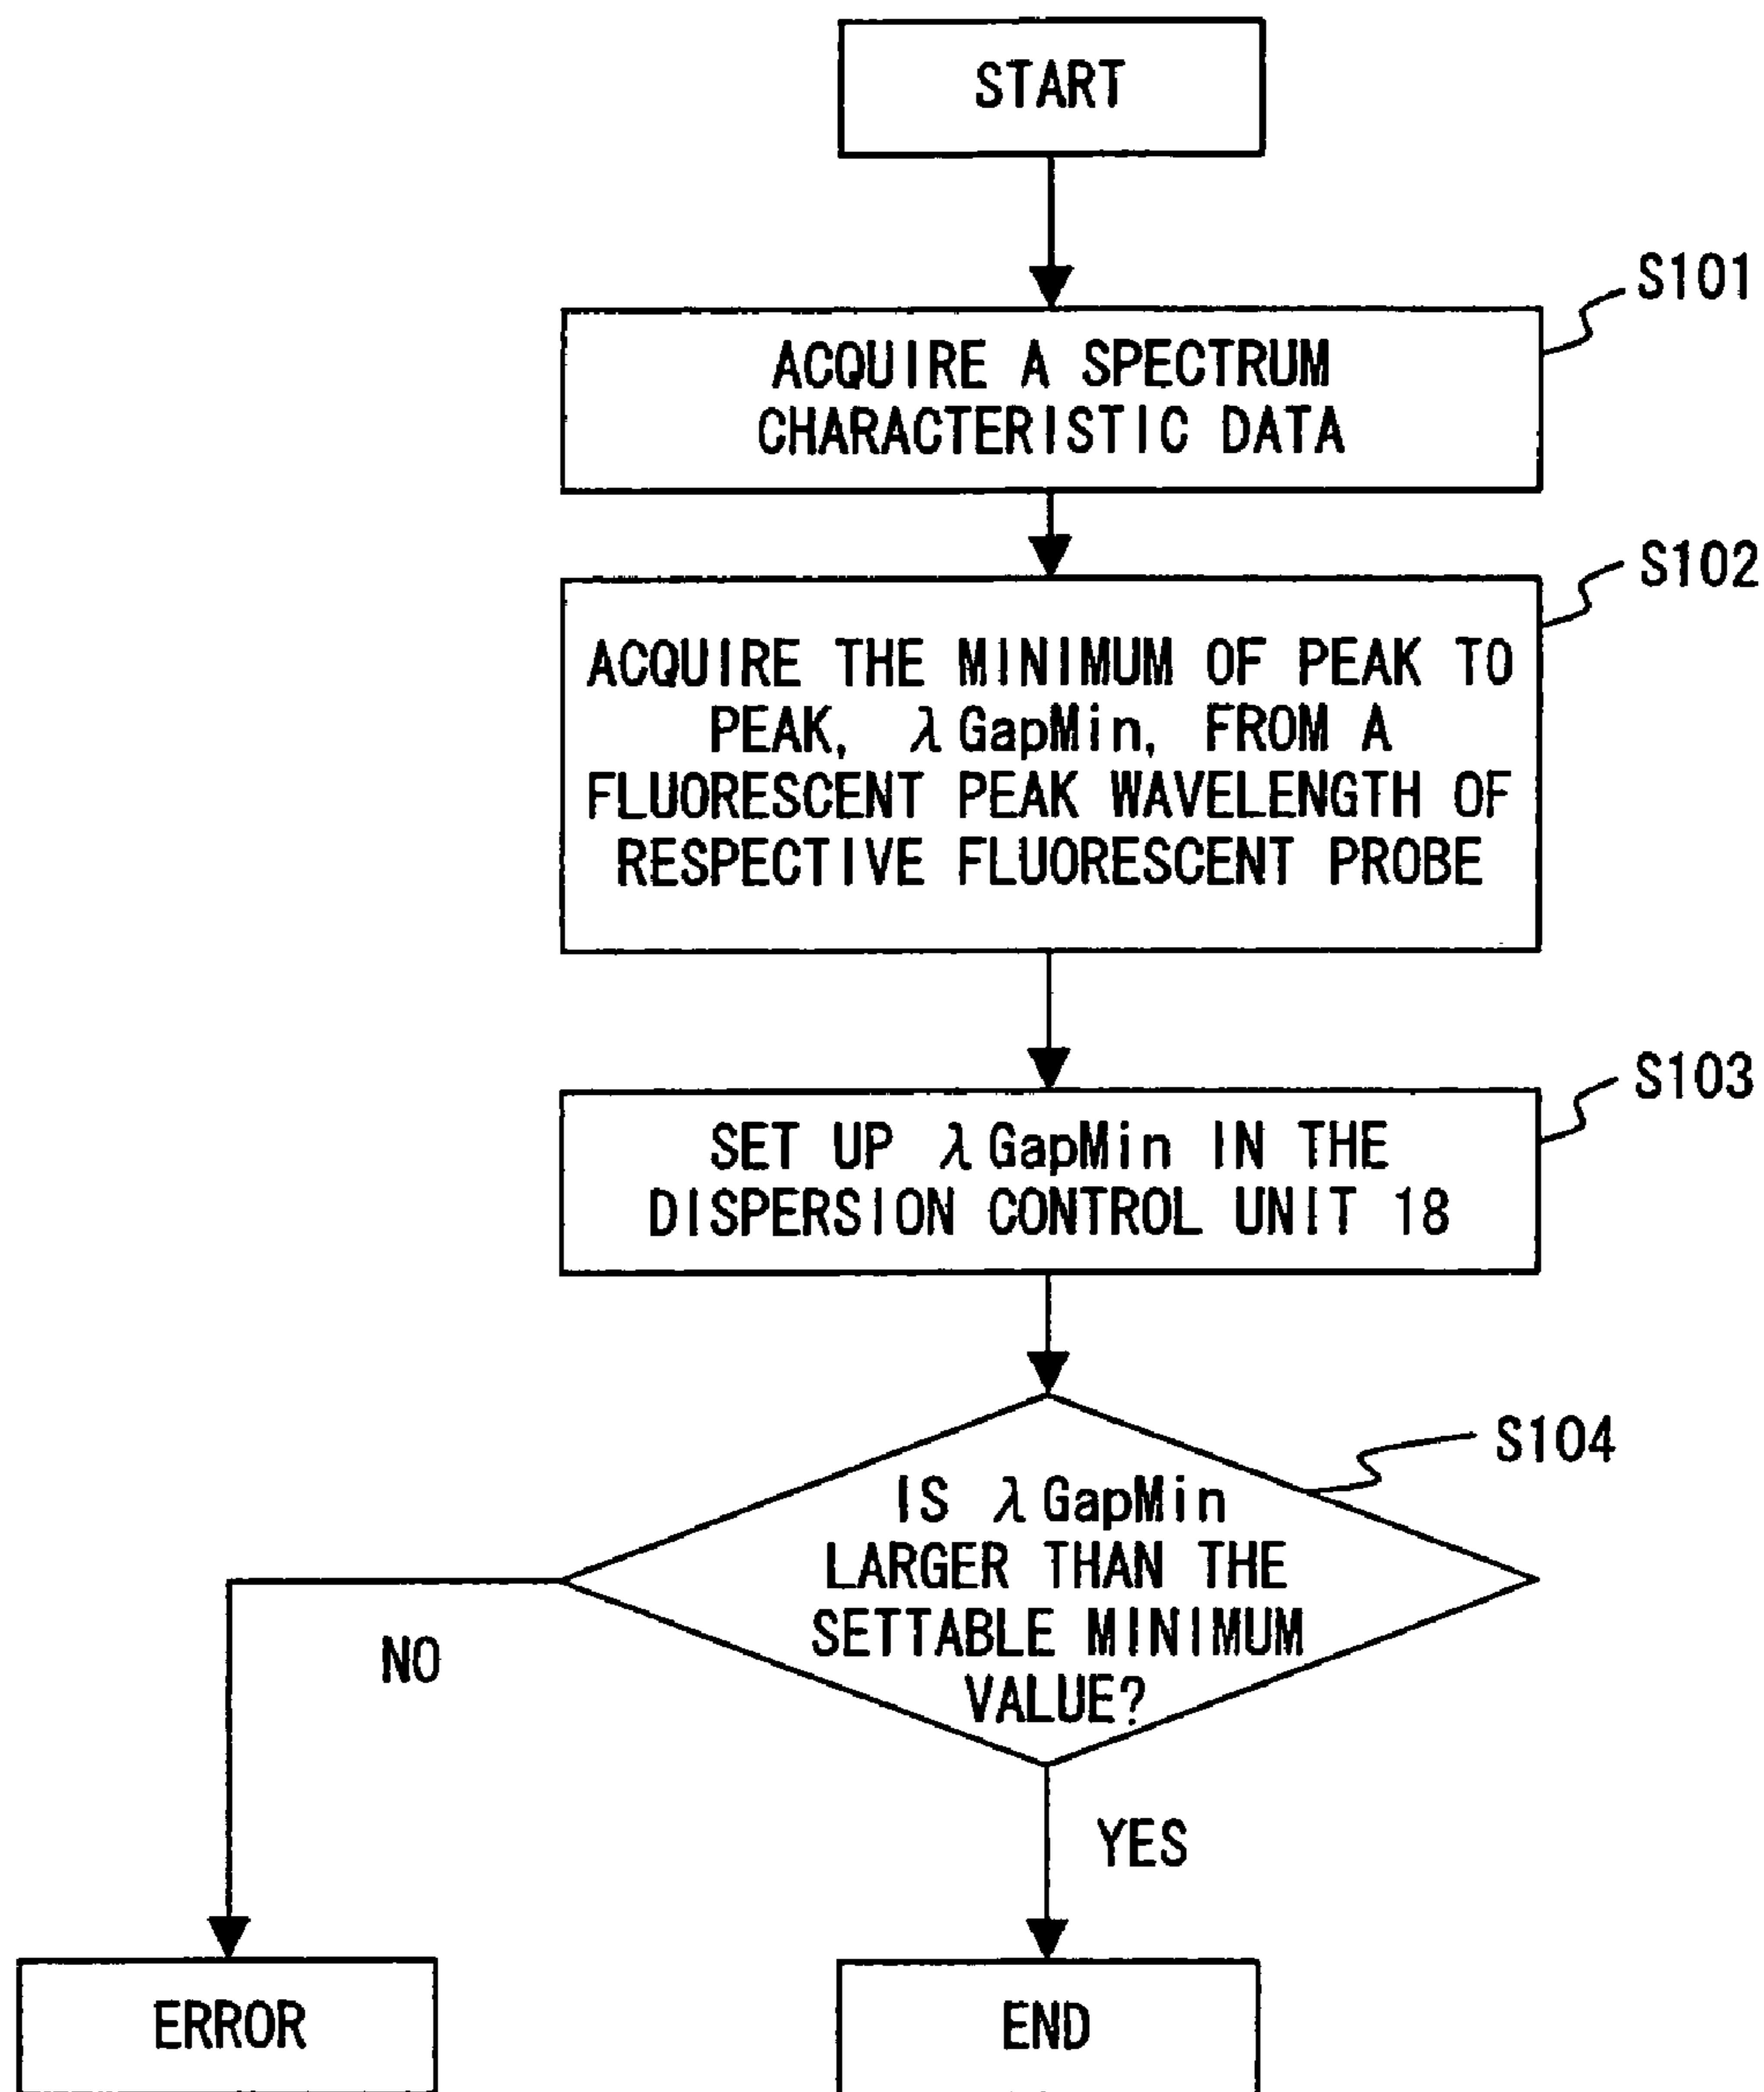 START
S101
ACQUIRE A SPECTRUM
CHARACTERISTIC DATA
S102
ACQUIRE THE MINIMUM OF PEAK TO
PEAK, λGapMin, FROM A
FLUORESCENT PEAK WAVELENGTH OF
RESPECTIVE FLUORESCENT PROBE
S103
SET UP λGapMin IN THE
DISPERSION CONTROL UNIT 18
S104
IS λGapMin
LARGER THAN THE
SETTABLE MINIMUM
VALUE?
NO
YES
ERROR
END